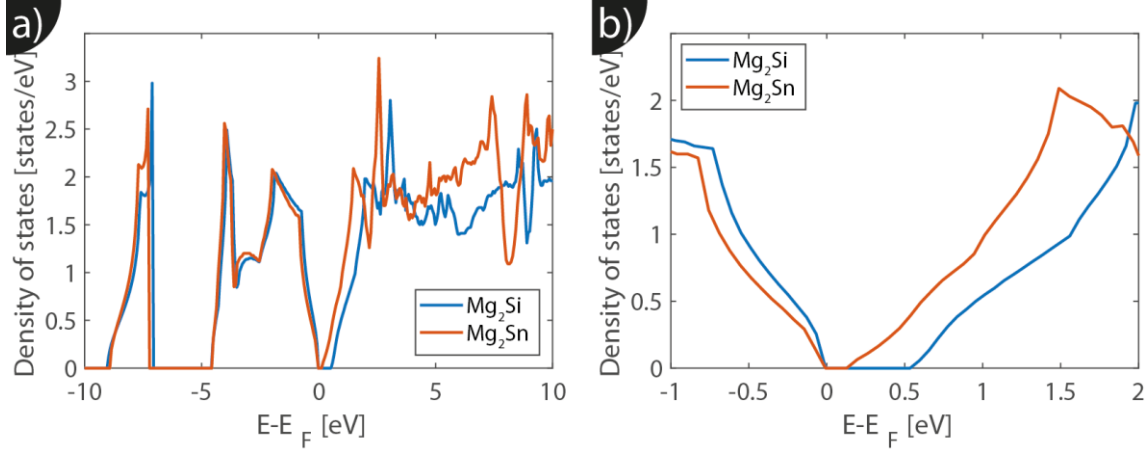 a)
Density of states [states/eV]
3
2.5
2
1.5
1
0.5
0
-10
-5
0
5
10
E-E F [eV]
Mg₂Si
Mg₂Sn
b)
Density of states [states/eV]
2
1.5
1
0.5
0
-1
-0.5
0
0.5
1
1.5
2
E-E F [eV]
Mg₂Si
Mg₂Sn